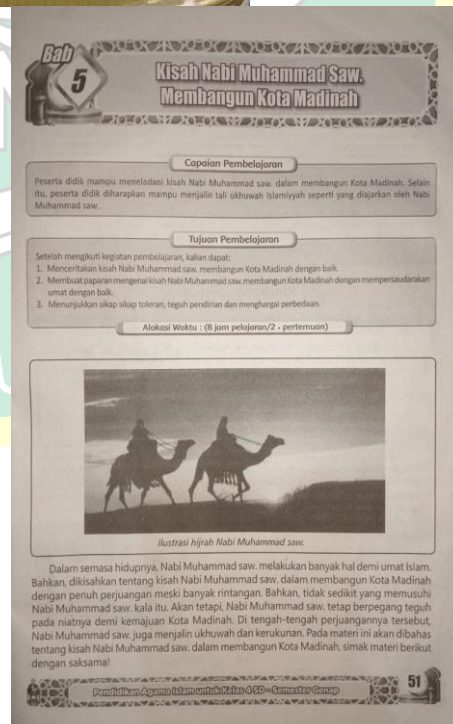 Bab
5
Kisah Nabi Muhammad Saw.
Membangun Kota Madinah
Capaian Pembelajaran
Peserta didik mampu meneladani kisah Nabi Muhammad saw. dalam membangun Kota Madinah. Selain
itu, peserta didik diharapkan mampu menjalin tali ukhuwah Islamiyyah seperti yang diajarkan oleh Nabi
Muhammad saw..
Tujuan Pembelajaran
Setelah mengikuti kegiatan pembelajaran, kalian dapat:
1. Menceritakan kisah Nabi Muhammad saw. membangun Kota Madinah dengan baik.
2. Membuat paparan mengenai kisah Nabi Muhammad saw. membangun Kota Madinah dengan mempersaudarakan
umat dengan baik.
3. Menunjukkan sikap sikap toleran, teguh pendirian dan menghargai perbedaan.
Alokasi Waktu : (8 jam pelajaran/2 x pertemuan)
Ilustrasi hijrah Nabi Muhammad saw.
Dalam semasa hidupnya, Nabi Muhammad saw. melakukan banyak hal demi umat Islam.
Bahkan, dikisahkan tentang kisah Nabi Muhammad saw. dalam membangun Kota Madinah
dengan penuh perjuangan meski banyak rintangan. Bahkan, tidak sedikit yang memusuhi
Nabi Muhammad saw. kala itu. Akan tetapi, Nabi Muhammad saw. tetap berpegang teguh
pada niatnya demi kemajuan Kota Madinah. Di tengah-tengah perjuangannya tersebut,
Nabi Muhammad saw. juga menjalin ukhuwah dan kerukunan. Pada materi ini akan dibahas
tentang kisah Nabi Muhammad saw. dalam membangun Kota Madinah, simak materi berikut
dengan saksama!
Pendidikan Agama Islam untuk Kelas 4 SD - Semester Genap
51